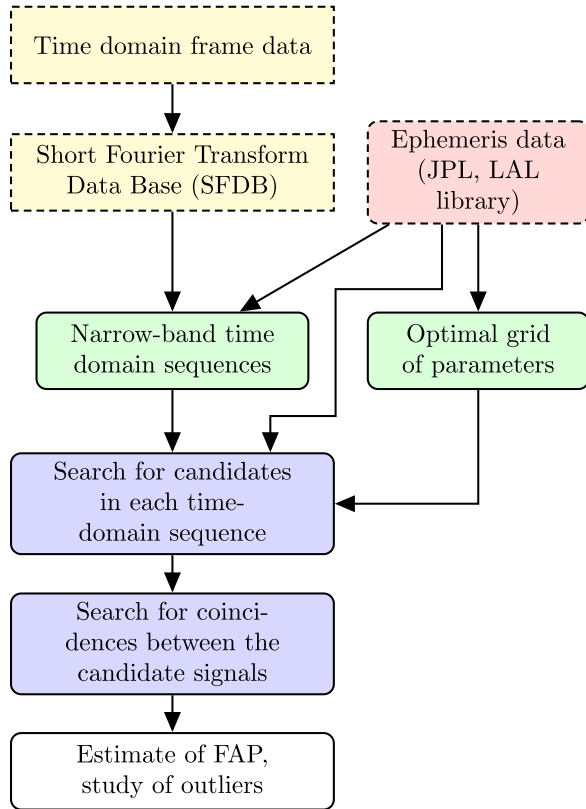 Time domain frame data
Short Fourier Transform
Data Base (SFDB)
Ephemeris data
(JPL, LAL
library)
Narrow-band time
domain sequences
Optimal grid
of parameters
Search for candidates
in each time-
domain sequence
Search for coinci-
dences between the
candidate signals
Estimate of FAP,
study of outliers